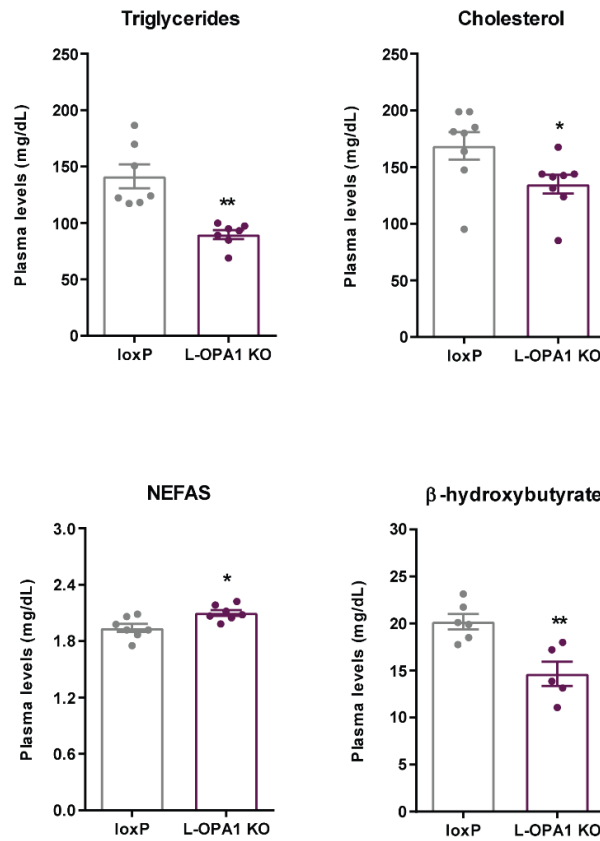 Triglycerides
Plasma levels (mg/dL)
250
200
150
100
50
0
**
loxP
L-OPA1 KO
Cholesterol
Plasma levels (mg/dL)
250
200
150
100
50
0
*
loxP
L-OPA1 KO
NEFAS
Plasma levels (mg/dL)
3.0
2.4
1.8
1.2
0.6
0.0
*
loxP
L-OPA1 KO
β-hydroxybutyrate
Plasma levels (mg/dL)
30
25
20
15
10
5
0
**
loxP
L-OPA1 KO